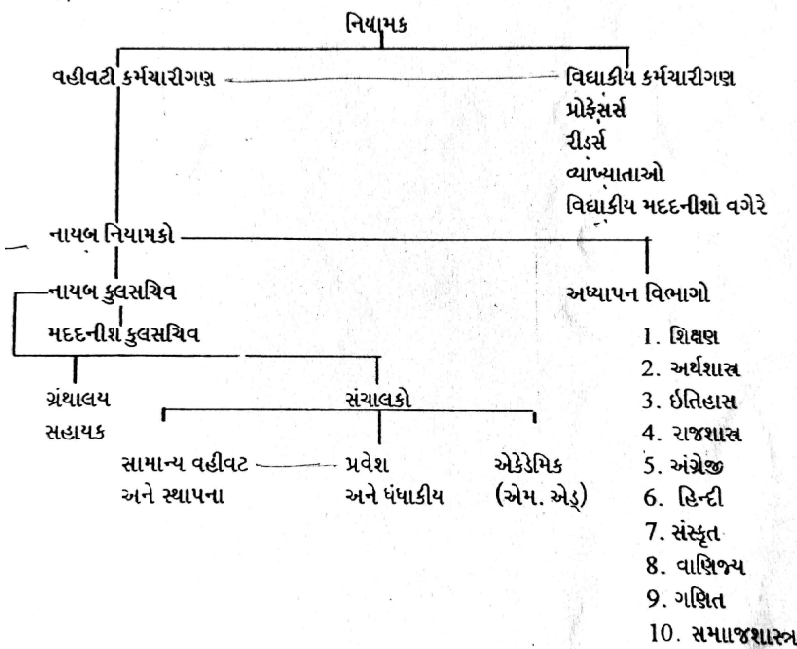 નિયામક
વહીવટી કર્મચારીગણ
વિદ્યાકીય કર્મચારીગણ
પ્રોફેસર્સ
રીડર્સ
વ્યાખ્યાતાઓ
વિદ્યાકીય મદદનીશો વગેરે
નાયબ નિયામકો
નાયબ કુલસચિવ
અધ્યાપન વિભાગો
મદદનીશ કુલસચિવ
ગ્રંથાલય
સહાયક
સંચાલકો
સામાન્ય વહીવટ
અને સ્થાપના
પ્રવેશ
અને ધંધાકીય
એકેડેમિક
(એમ. એડ્)
1. શિક્ષણ
2. અર્થશાસ્ત્ર
3. ઇતિહાસ
4. રાજશાસ્ત્ર
5. અંગ્રેજી
6. હિન્દી
7. સંસ્કૃત
8. વાણિજ્ય
9. ગણિત
10. સમાાજશાસ્ત્ર